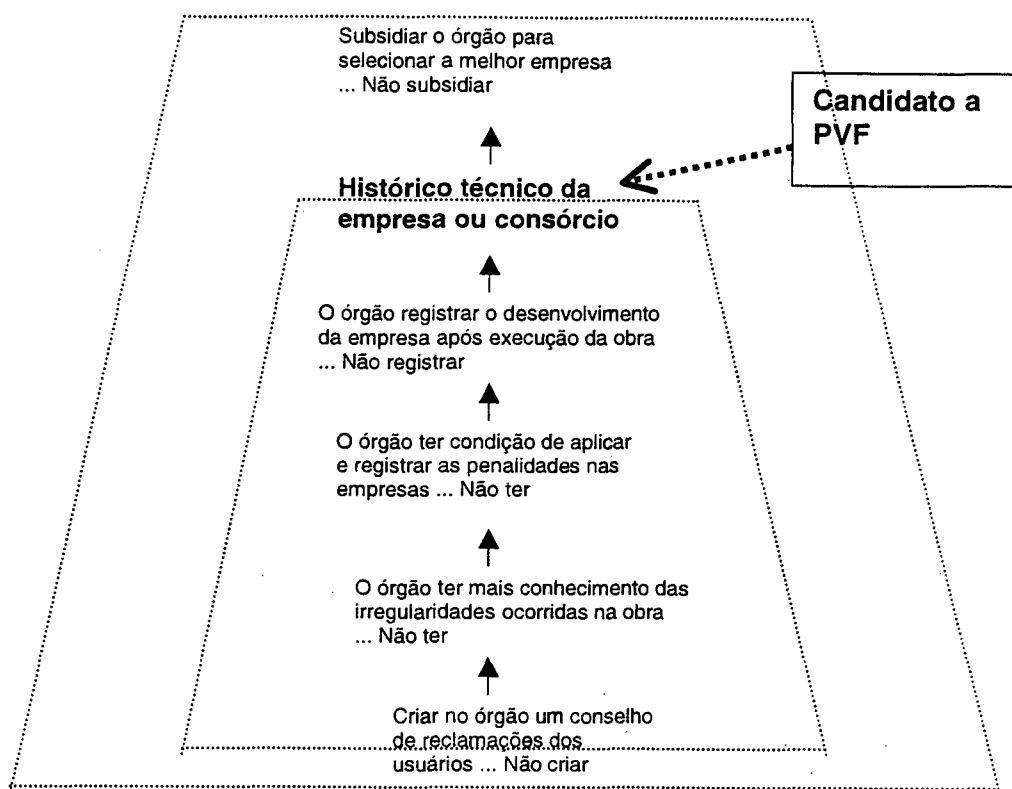 Subsidiar o órgão para
selecionar a melhor empresa
... Não subsidiar
Candidato a
PVF
Histórico técnico da
empresa ou consórcio
O órgão registrar o desenvolvimento
da empresa após execução da obra
... Não registrar
O órgão ter condição de aplicar
e registrar as penalidades nas
empresas ... Não ter
O órgão ter mais conhecimento das
irregularidades ocorridas na obra
... Não ter
Criar no órgão um conselho
de reclamações dos
usuários ... Não criar